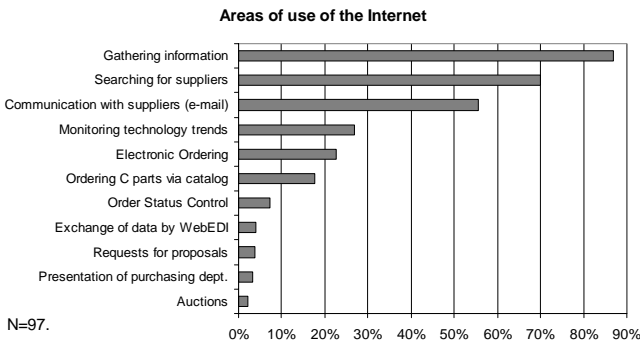 Areas of use of the Internet
Gathering information
Searching for suppliers
Communication with suppliers (e-mail)
Monitoring technology trends
Electronic Ordering
Ordering C parts via catalog
Order Status Control
Exchange of data by WebEDI
Requests for proposals
Presentation of purchasing dept.
Auctions
N=97.
0% 10% 20% 30% 40% 50% 60% 70% 80% 90%